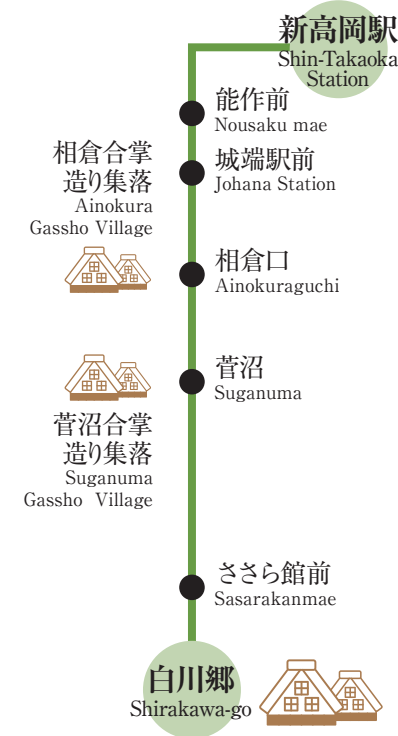 新高岡駅
Shin-Takaoka
Station
能作前
Nousaku mae
相倉合掌
造り集落
Ainokura
Gassho Village
城端駅前
Johana Station
相倉口
Ainokuraguchi
菅沼
Suganuma
菅沼合掌
造り集落
Suganuma
Gassho Village
ささら館前
Sasarakanmae
白川郷
Shirakawa-go